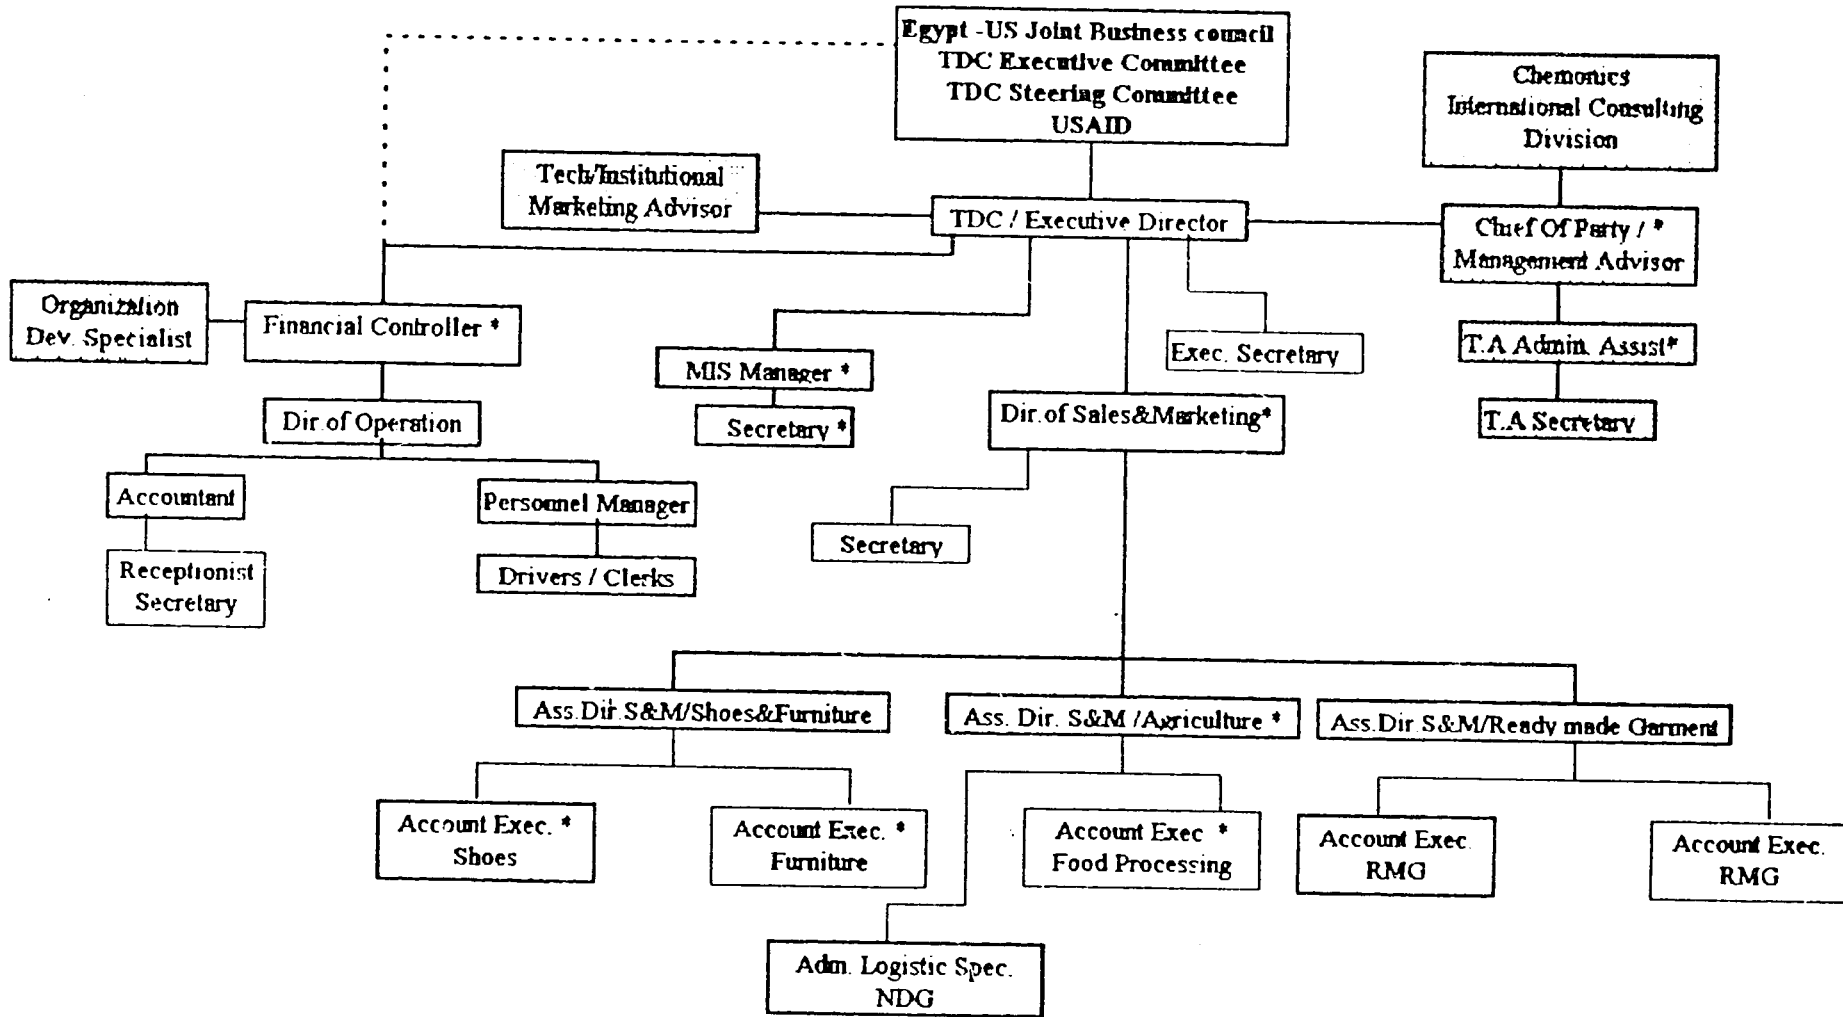 Egypt -US Joint Business council
TDC Executive Committee
TDC Steering Committee
USAID
Chemonics
International Consulting
Division
Tech/Institutional
Marketing Advisor
TDC / Executive Director
Chief Of Party / *
Management Advisor
Organization
Dev. Specialist
Financial Controller *
MIS Manager *
Exec. Secretary
T.A Admin. Assist*
Dir.of Operation
Secretary *
Dir.of Sales&Marketing*
T.A Secretary
Accountant
Personnel Manager
Secretary
Receptionist
Secretary
Drivers / Clerks
Ass.Dir.S&M/Shoes&Furniture
Ass. Dir. S&M /Agriculture *
Ass.Dir.S&M/Ready made Garment
Account Exec. *
Shoes
Account Exec. *
Furniture
Account Exec *
Food Processing
Account Exec.
RMG
Account Exec.
RMG
Adm. Logistic Spec.
NDG